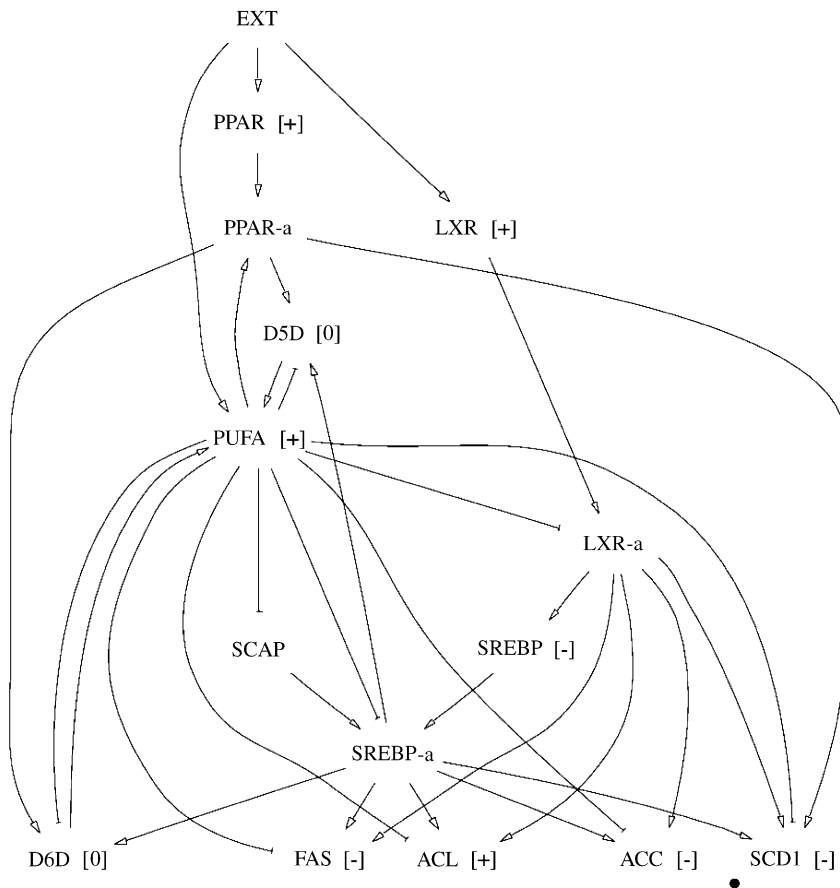 EXT
PPAR [+]
PPAR-a LXR [+]
D5D [0]
PUFA [+]
LXR-a
SCAP SREBP [-]
SREBP-a
D6D [0] FAS [-] ACL [+] ACC [-] SCD1 [-]